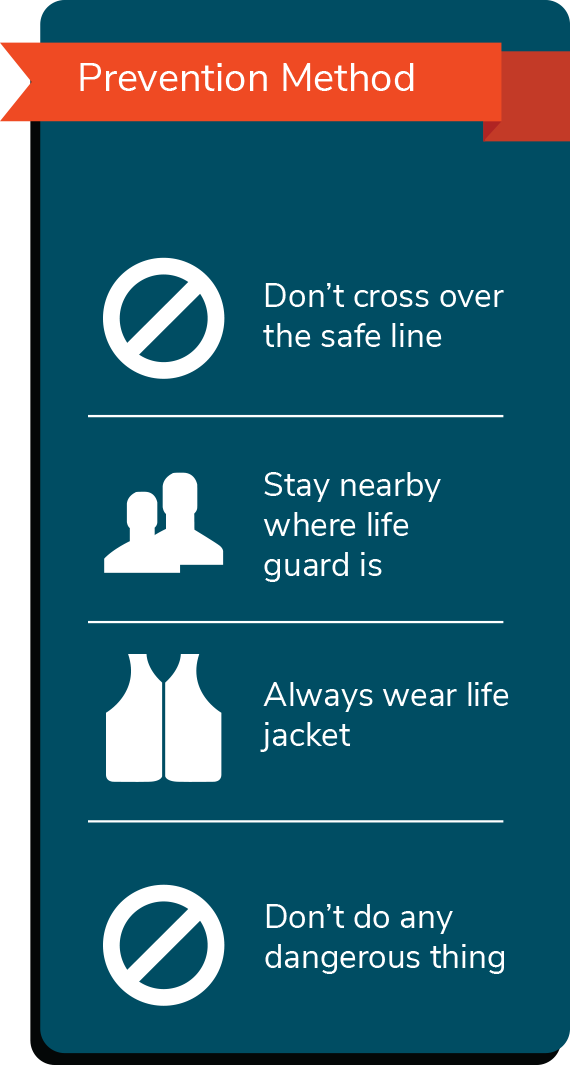 Prevention Method
Don’t cross over
the safe line
Stay nearby
where life
guard is
Always wear life
jacket
Don’t do any
dangerous thing